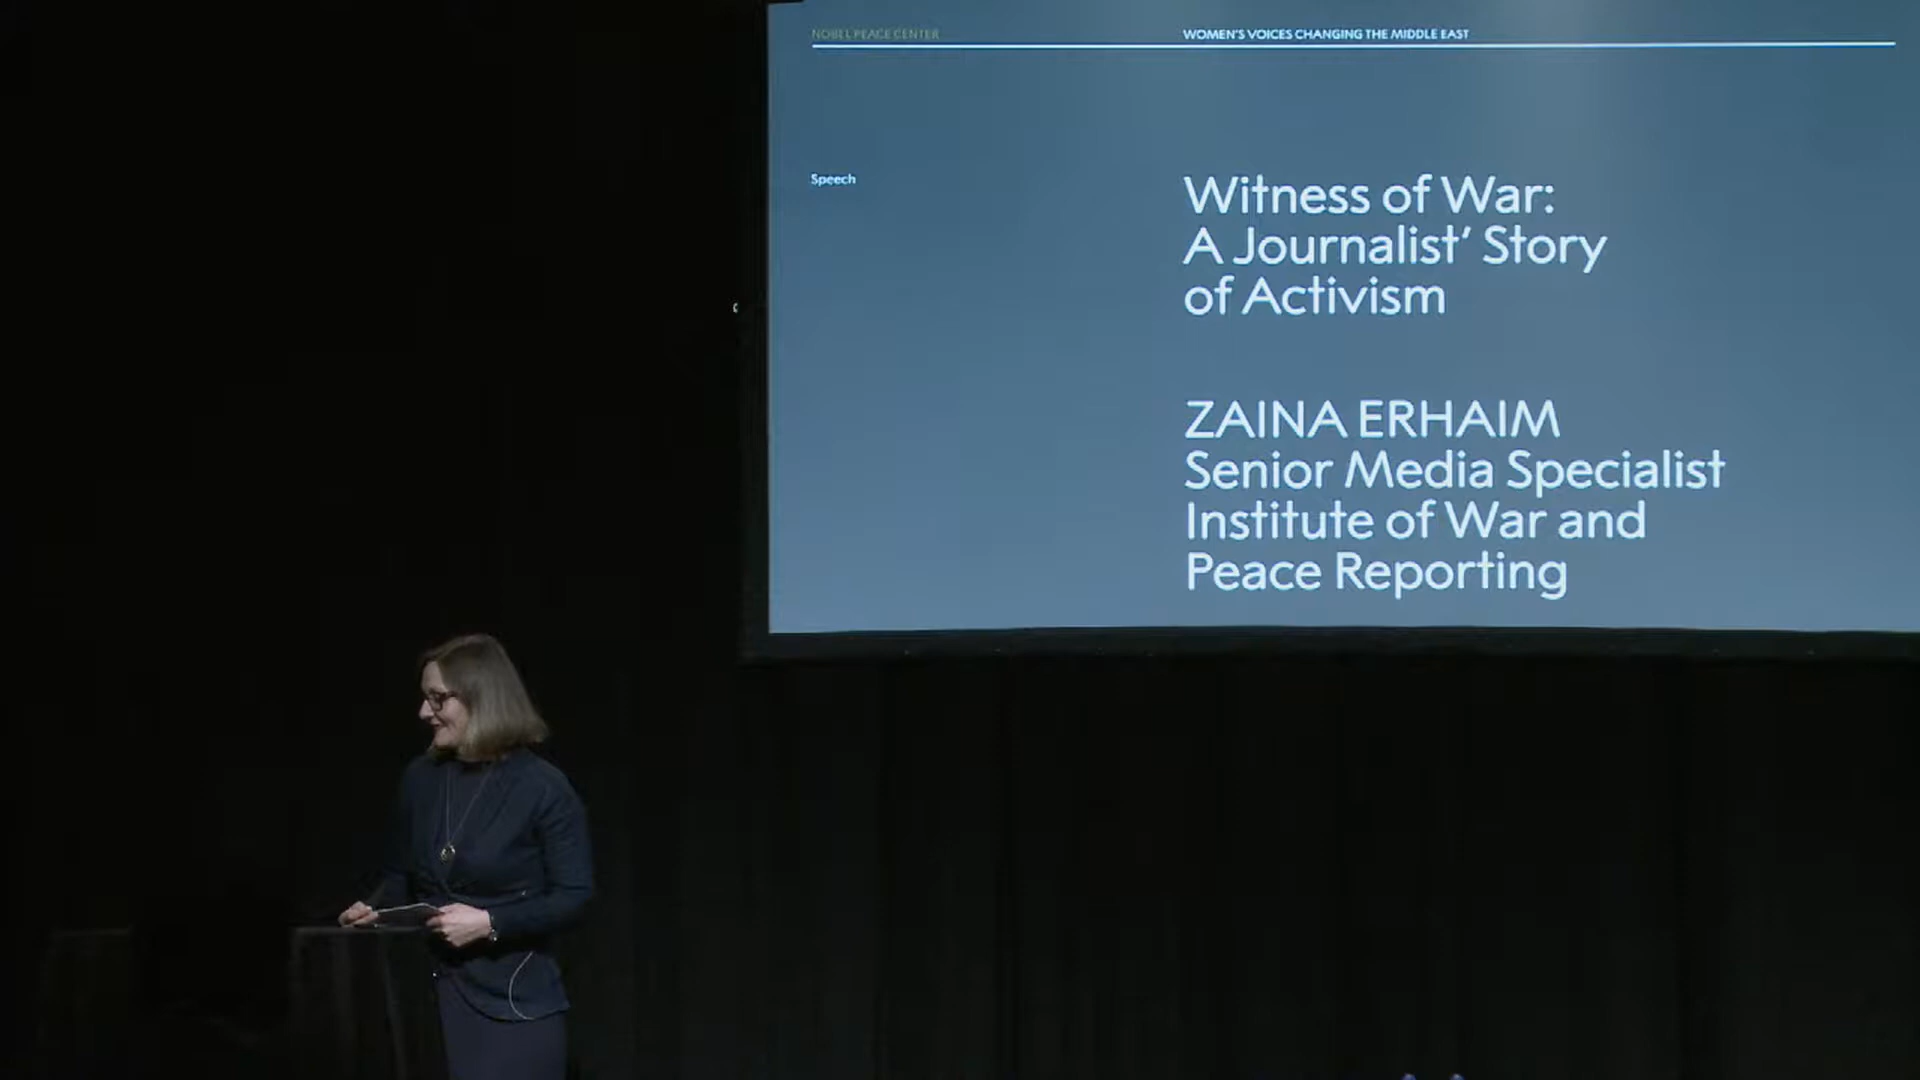 NOBEL PEACE CENTER
WOMEN'S VOICES CHANGING THE MIDDLE EAST
Speech
Witness of War:
A Journalist' Story
of Activism
ZAINA ERHAIM
Senior Media Specialist
Institute of War and
Peace Reporting